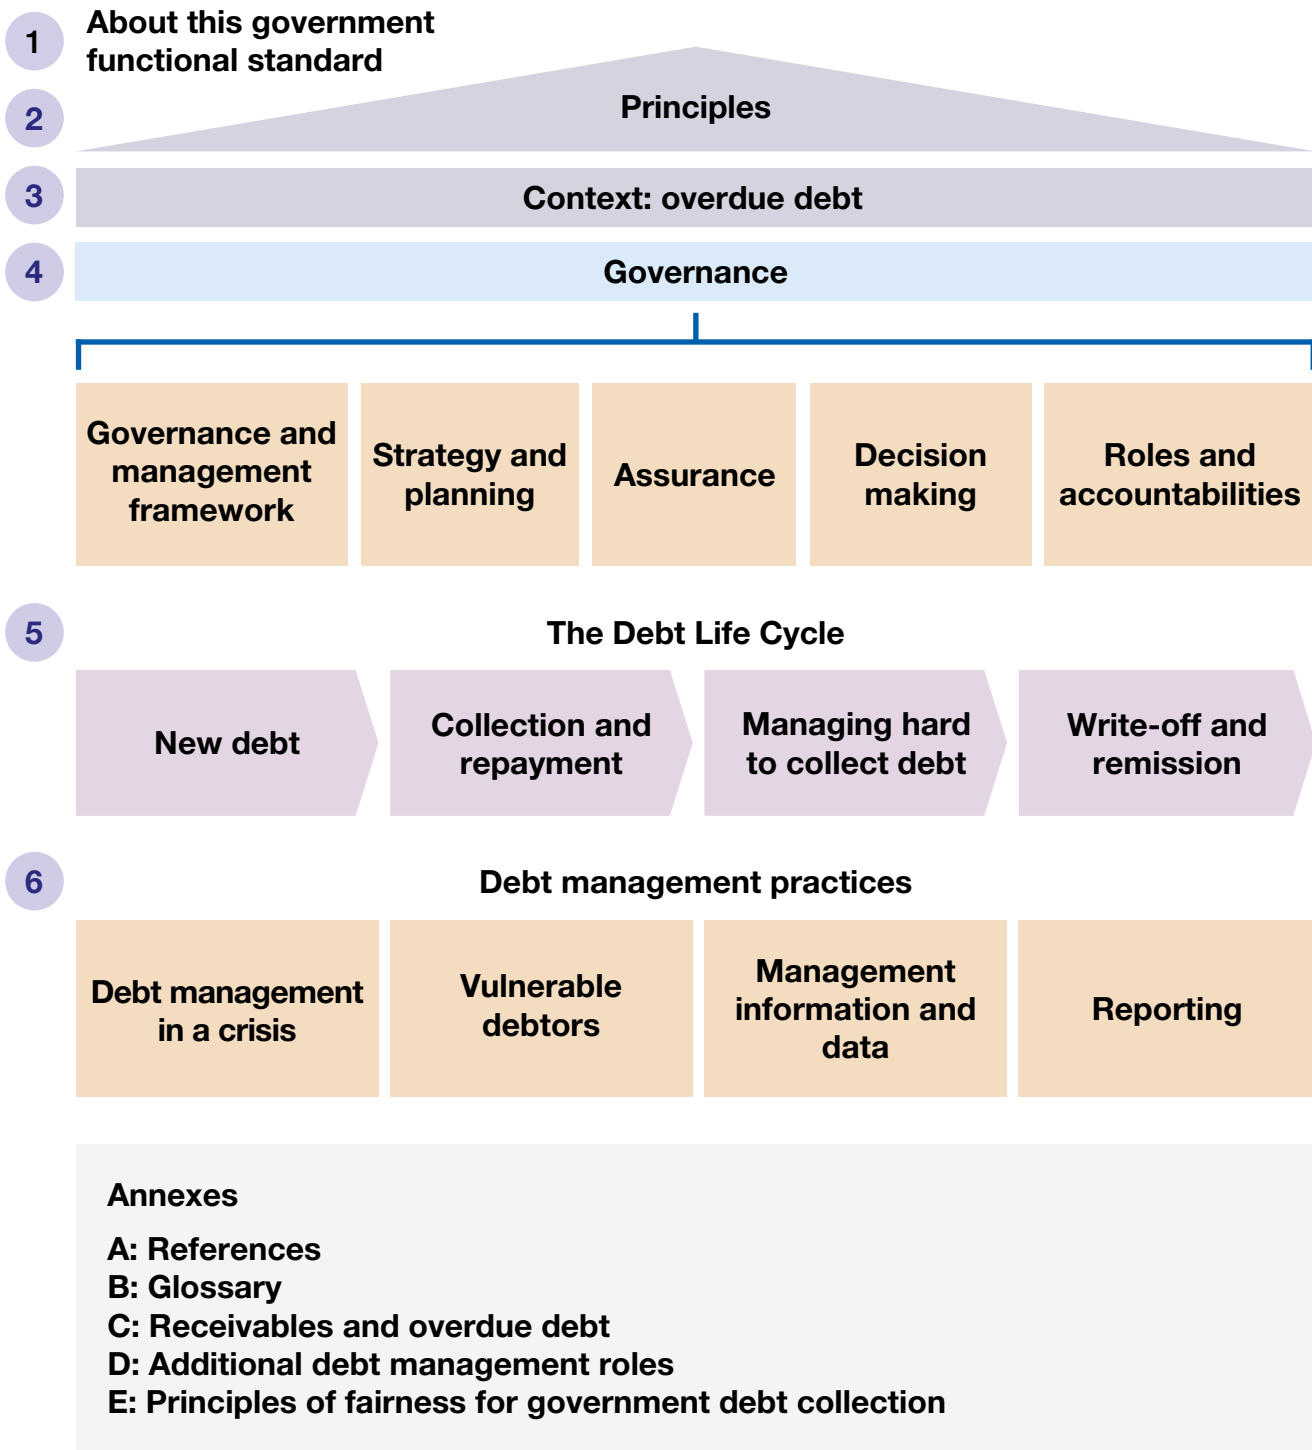 1
About this government
functional standard
2
Principles
3
Context: overdue debt
4
Governance
Governance and
management
framework
Strategy and
planning
Assurance
Decision
making
Roles and
accountabilities
5
The Debt Life Cycle
New debt
Collection and
repayment
Managing hard
to collect debt
Write-off and
remission
6
Debt management practices
Debt management
in a crisis
Vulnerable
debtors
Management
information and
data
Reporting
Annexes
A: References
B: Glossary
C: Receivables and overdue debt
D: Additional debt management roles
E: Principles of fairness for government debt collection